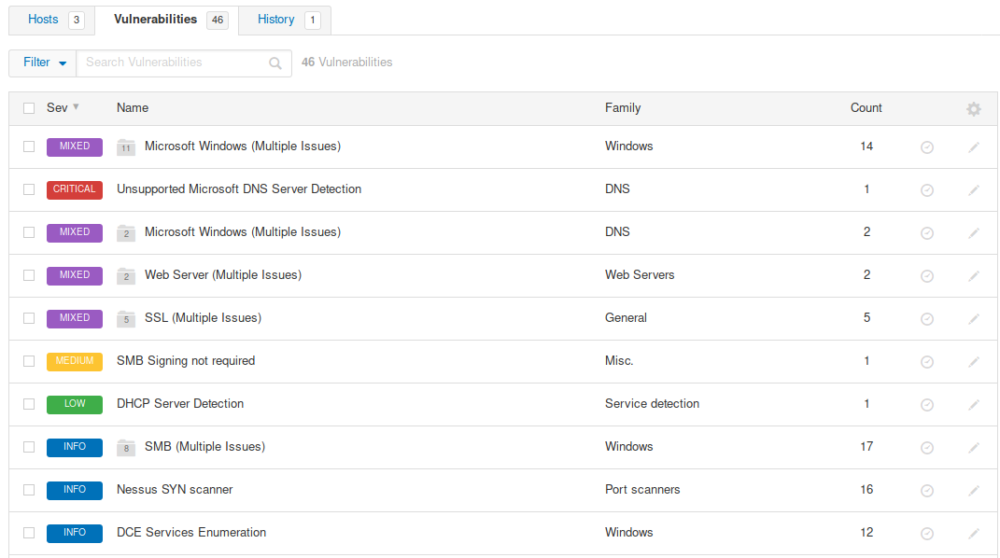 Hosts 3 Vulnerabilities 46 History 1
Filter Search Vulnerabilities 46 Vulnerabilities
Sev Name Family Count
MIXED 11 Microsoft Windows (Multiple Issues) Windows 14
CRITICAL Unsupported Microsoft DNS Server Detection DNS 1
MIXED 2 Microsoft Windows (Multiple Issues) DNS 2
MIXED 2 Web Server (Multiple Issues) Web Servers 2
MIXED 5 SSL (Multiple Issues) General 5
MEDIUM SMB Signing not required Misc. 1
LOW DHCP Server Detection Service detection 1
INFO 8 SMB (Multiple Issues) Windows 17
INFO Nessus SYN scanner Port scanners 16
INFO DCE Services Enumeration Windows 12